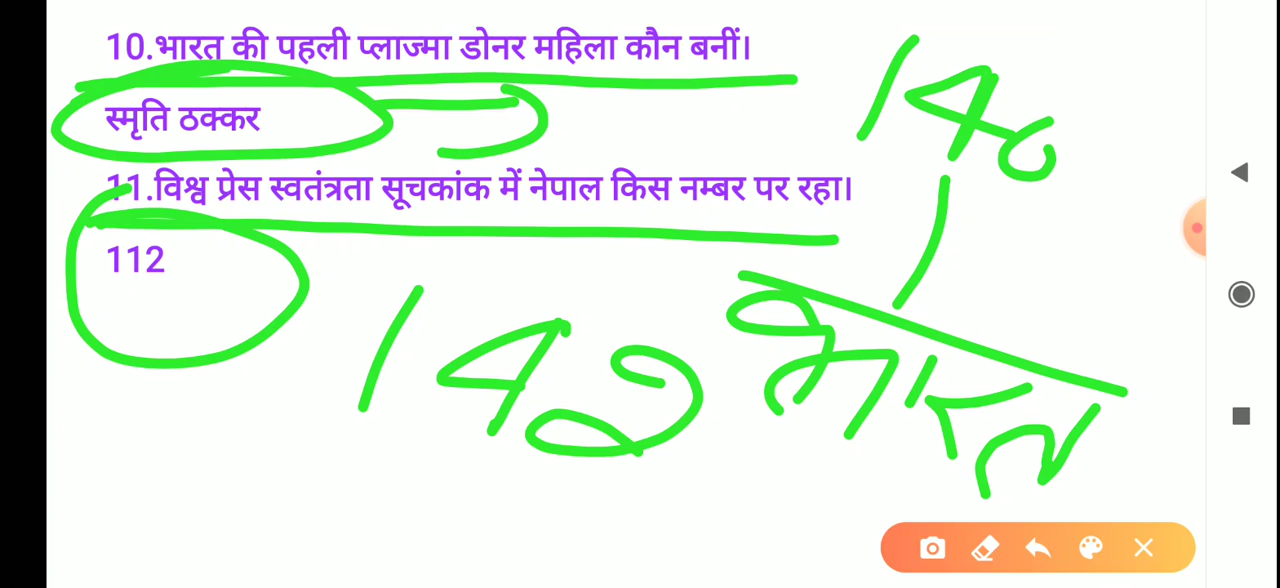 10.भारत की पहली प्लाज्मा डोनर महिला कौन बनीं।
स्मृति ठक्कर
11.विश्व प्रेस स्वतंत्रता सूचकांक में नेपाल किस नम्बर पर रहा।
112
142
भारत